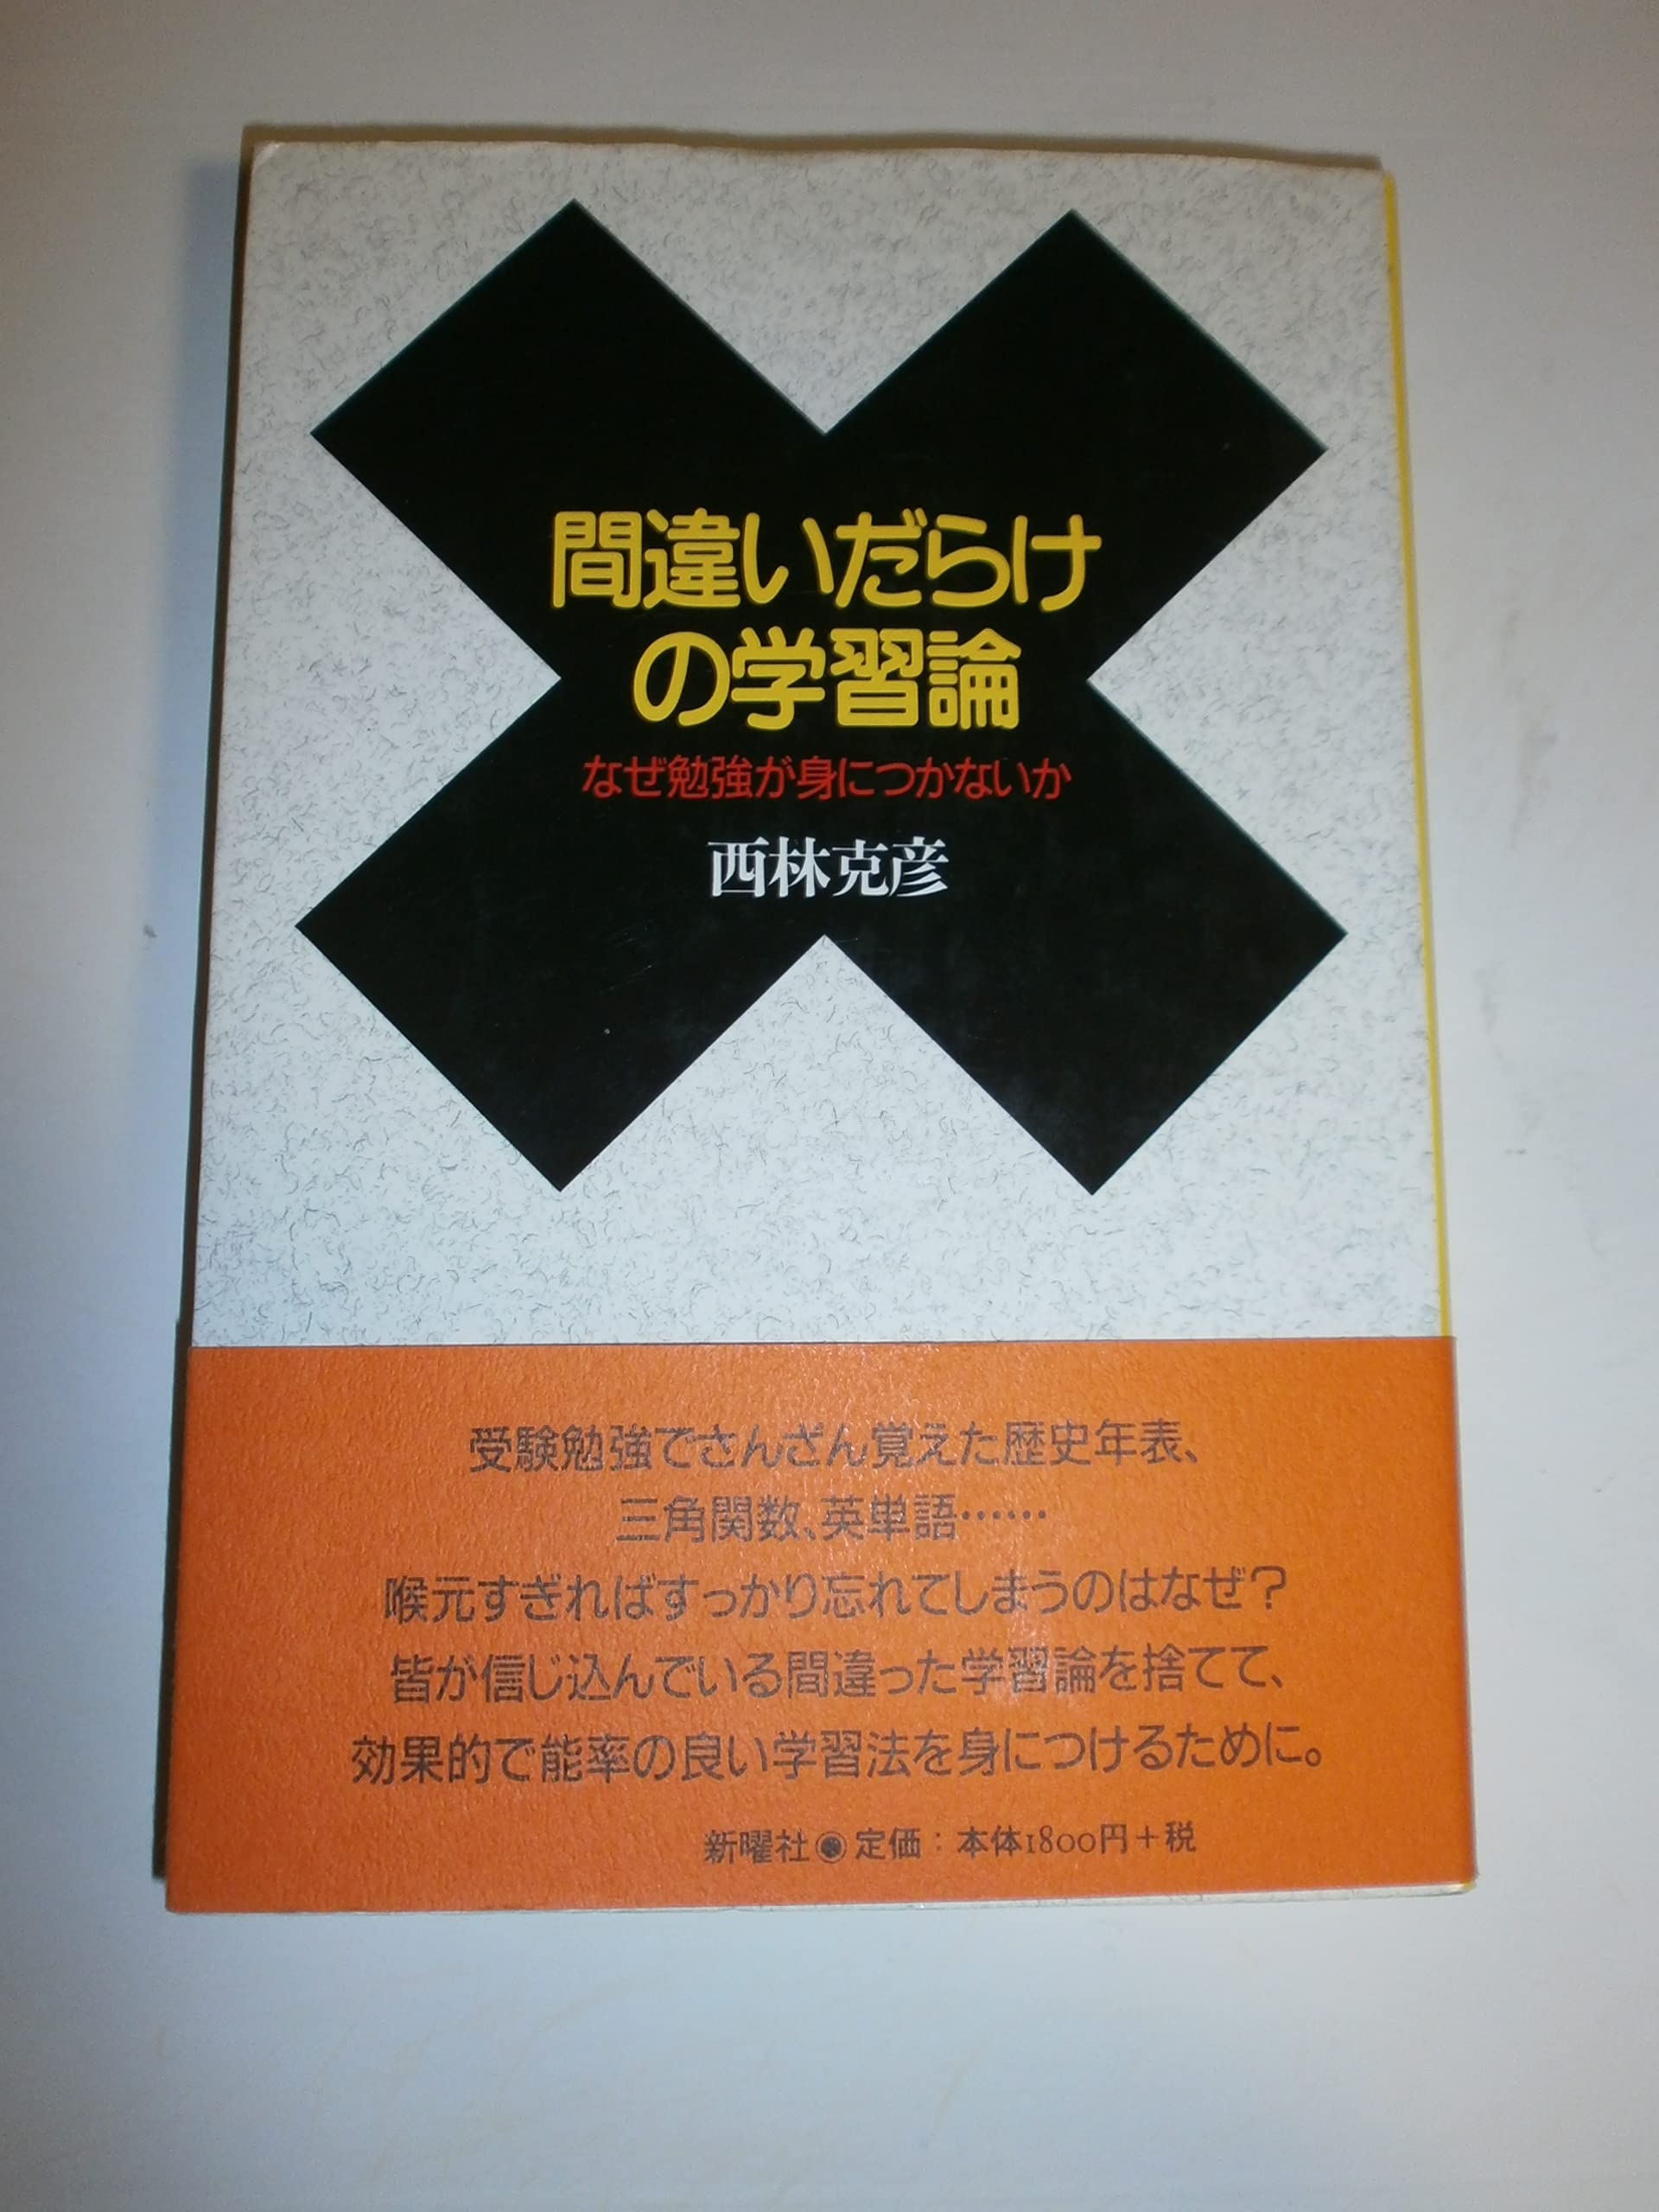 間違いだらけ
の学習論
なぜ勉強が身につかないか
西林克彦
受験勉強でさんざん覚えた歴史年表、
三角関数、英単語……
喉元すぎればすっかり忘れてしまうのはなぜ？
皆が信じ込んでいる間違った学習論を捨てて、
効果的で能率の良い学習法を身につけるために。
新曜社◉定価：本体1800円＋税